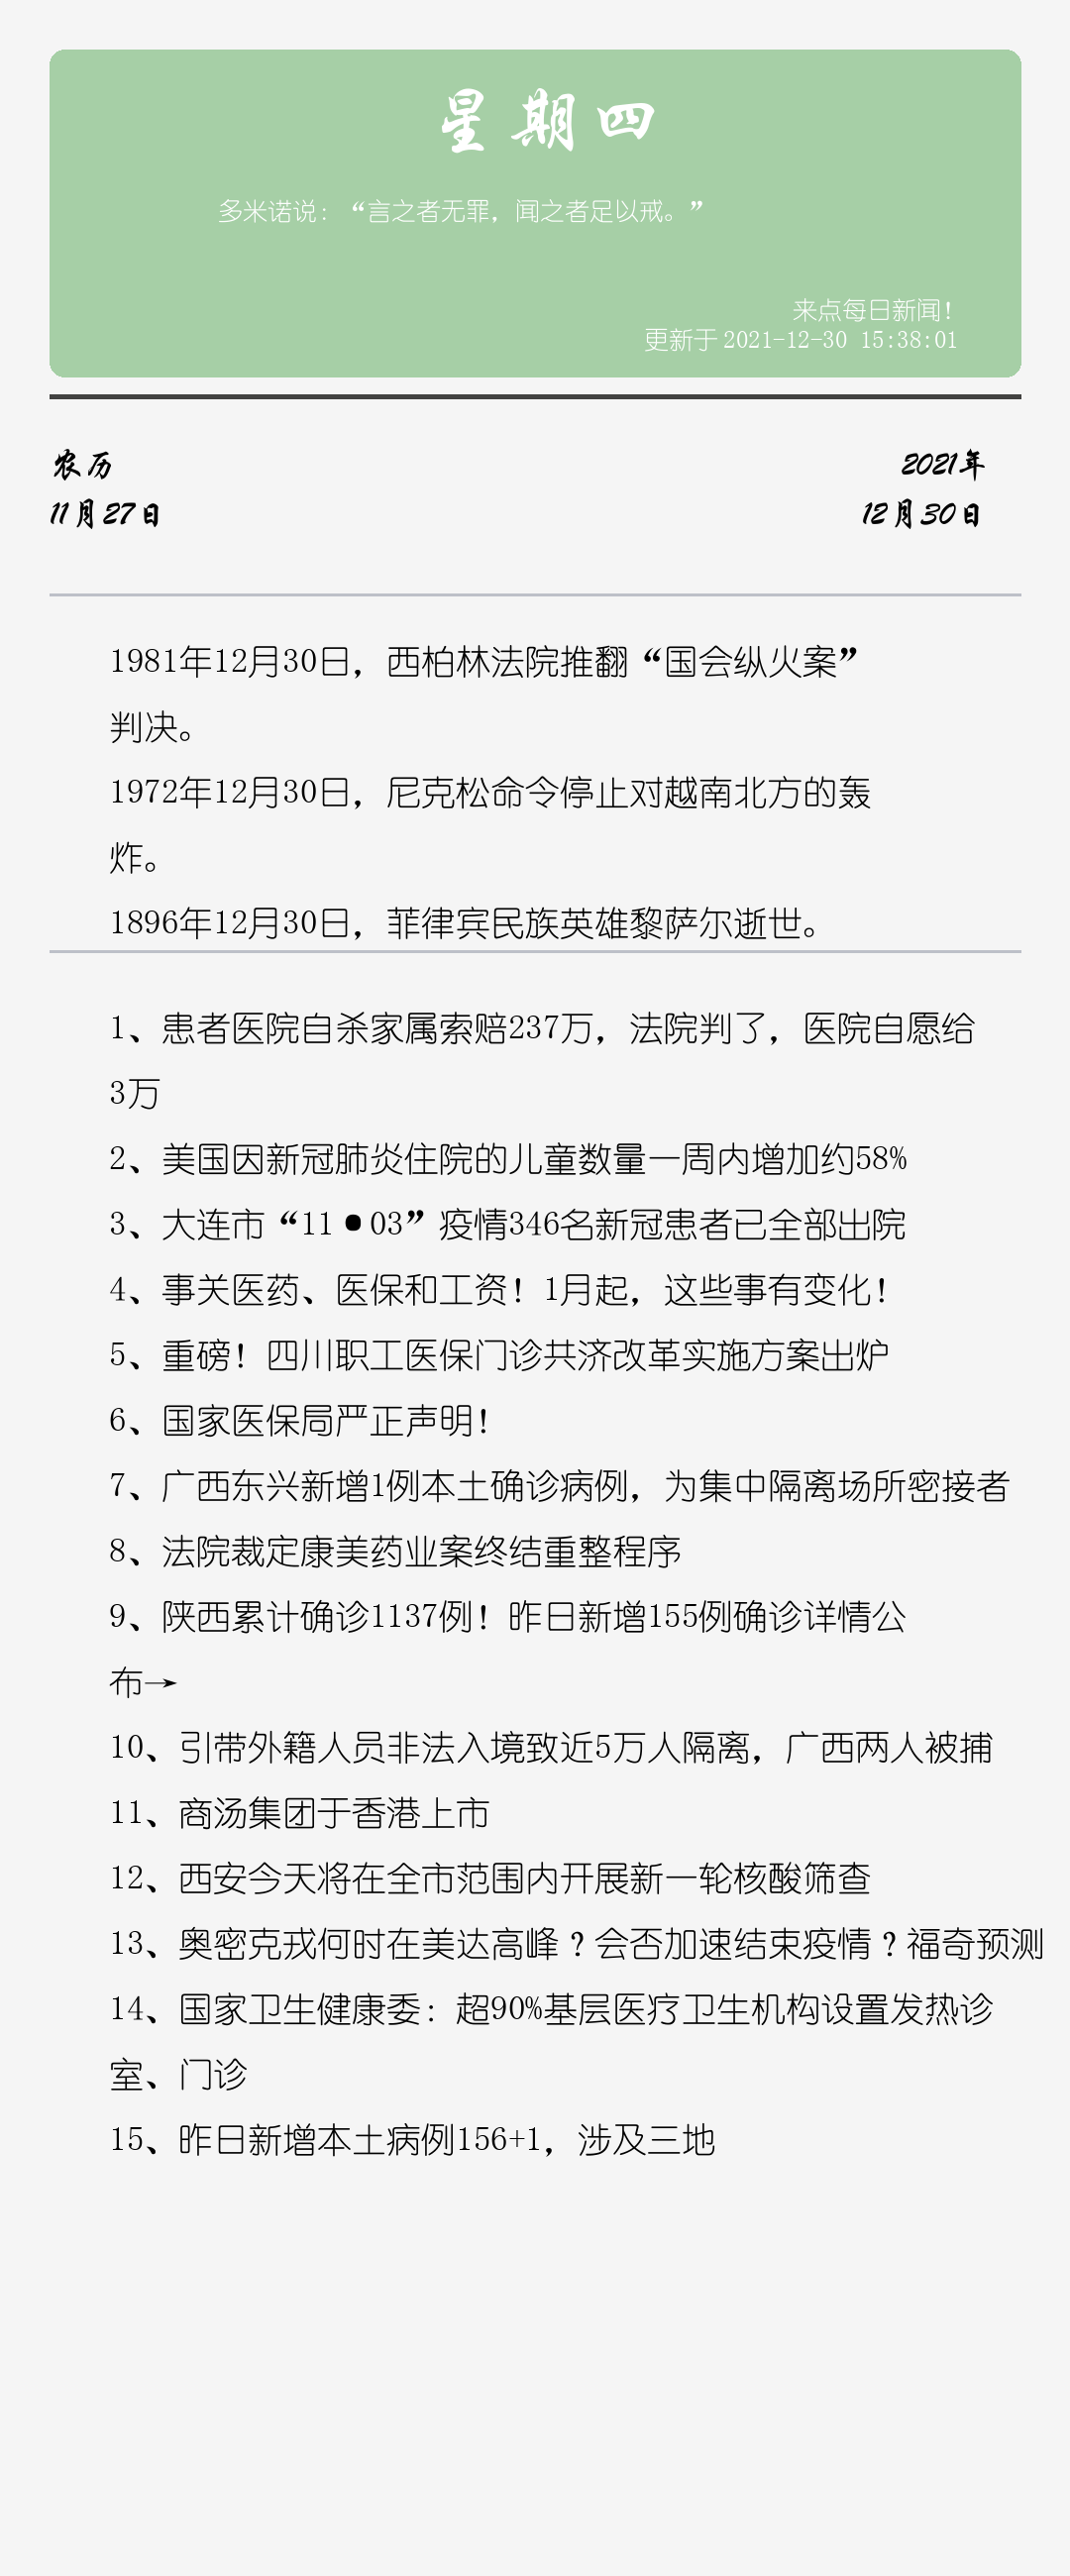 星期四
多米诺说：“言之者无罪，闻之者足以戒。”
来点每日新闻！
更新于 2021-12-30 15:38:01
农历
2021年
11月27日
12月30日
1981年12月30日，西柏林法院推翻“国会纵火案”
判决。
1972年12月30日，尼克松命令停止对越南北方的轰
炸。
1896年12月30日，菲律宾民族英雄黎萨尔逝世。
1、患者医院自杀家属索赔237万，法院判了，医院自愿给
3万
2、美国因新冠肺炎住院的儿童数量一周内增加约58%
3、大连市“11•03”疫情346名新冠患者已全部出院
4、事关医药、医保和工资！1月起，这些事有变化！
5、重磅！四川职工医保门诊共济改革实施方案出炉
6、国家医保局严正声明！
7、广西东兴新增1例本土确诊病例，为集中隔离场所密接者
8、法院裁定康美药业案终结重整程序
9、陕西累计确诊1137例！昨日新增155例确诊详情公
布→
10、引带外籍人员非法入境致近5万人隔离，广西两人被捕
11、商汤集团于香港上市
12、西安今天将在全市范围内开展新一轮核酸筛查
13、奥密克戎何时在美达高峰？会否加速结束疫情？福奇预测
14、国家卫生健康委：超90%基层医疗卫生机构设置发热诊
室、门诊
15、昨日新增本土病例156+1，涉及三地